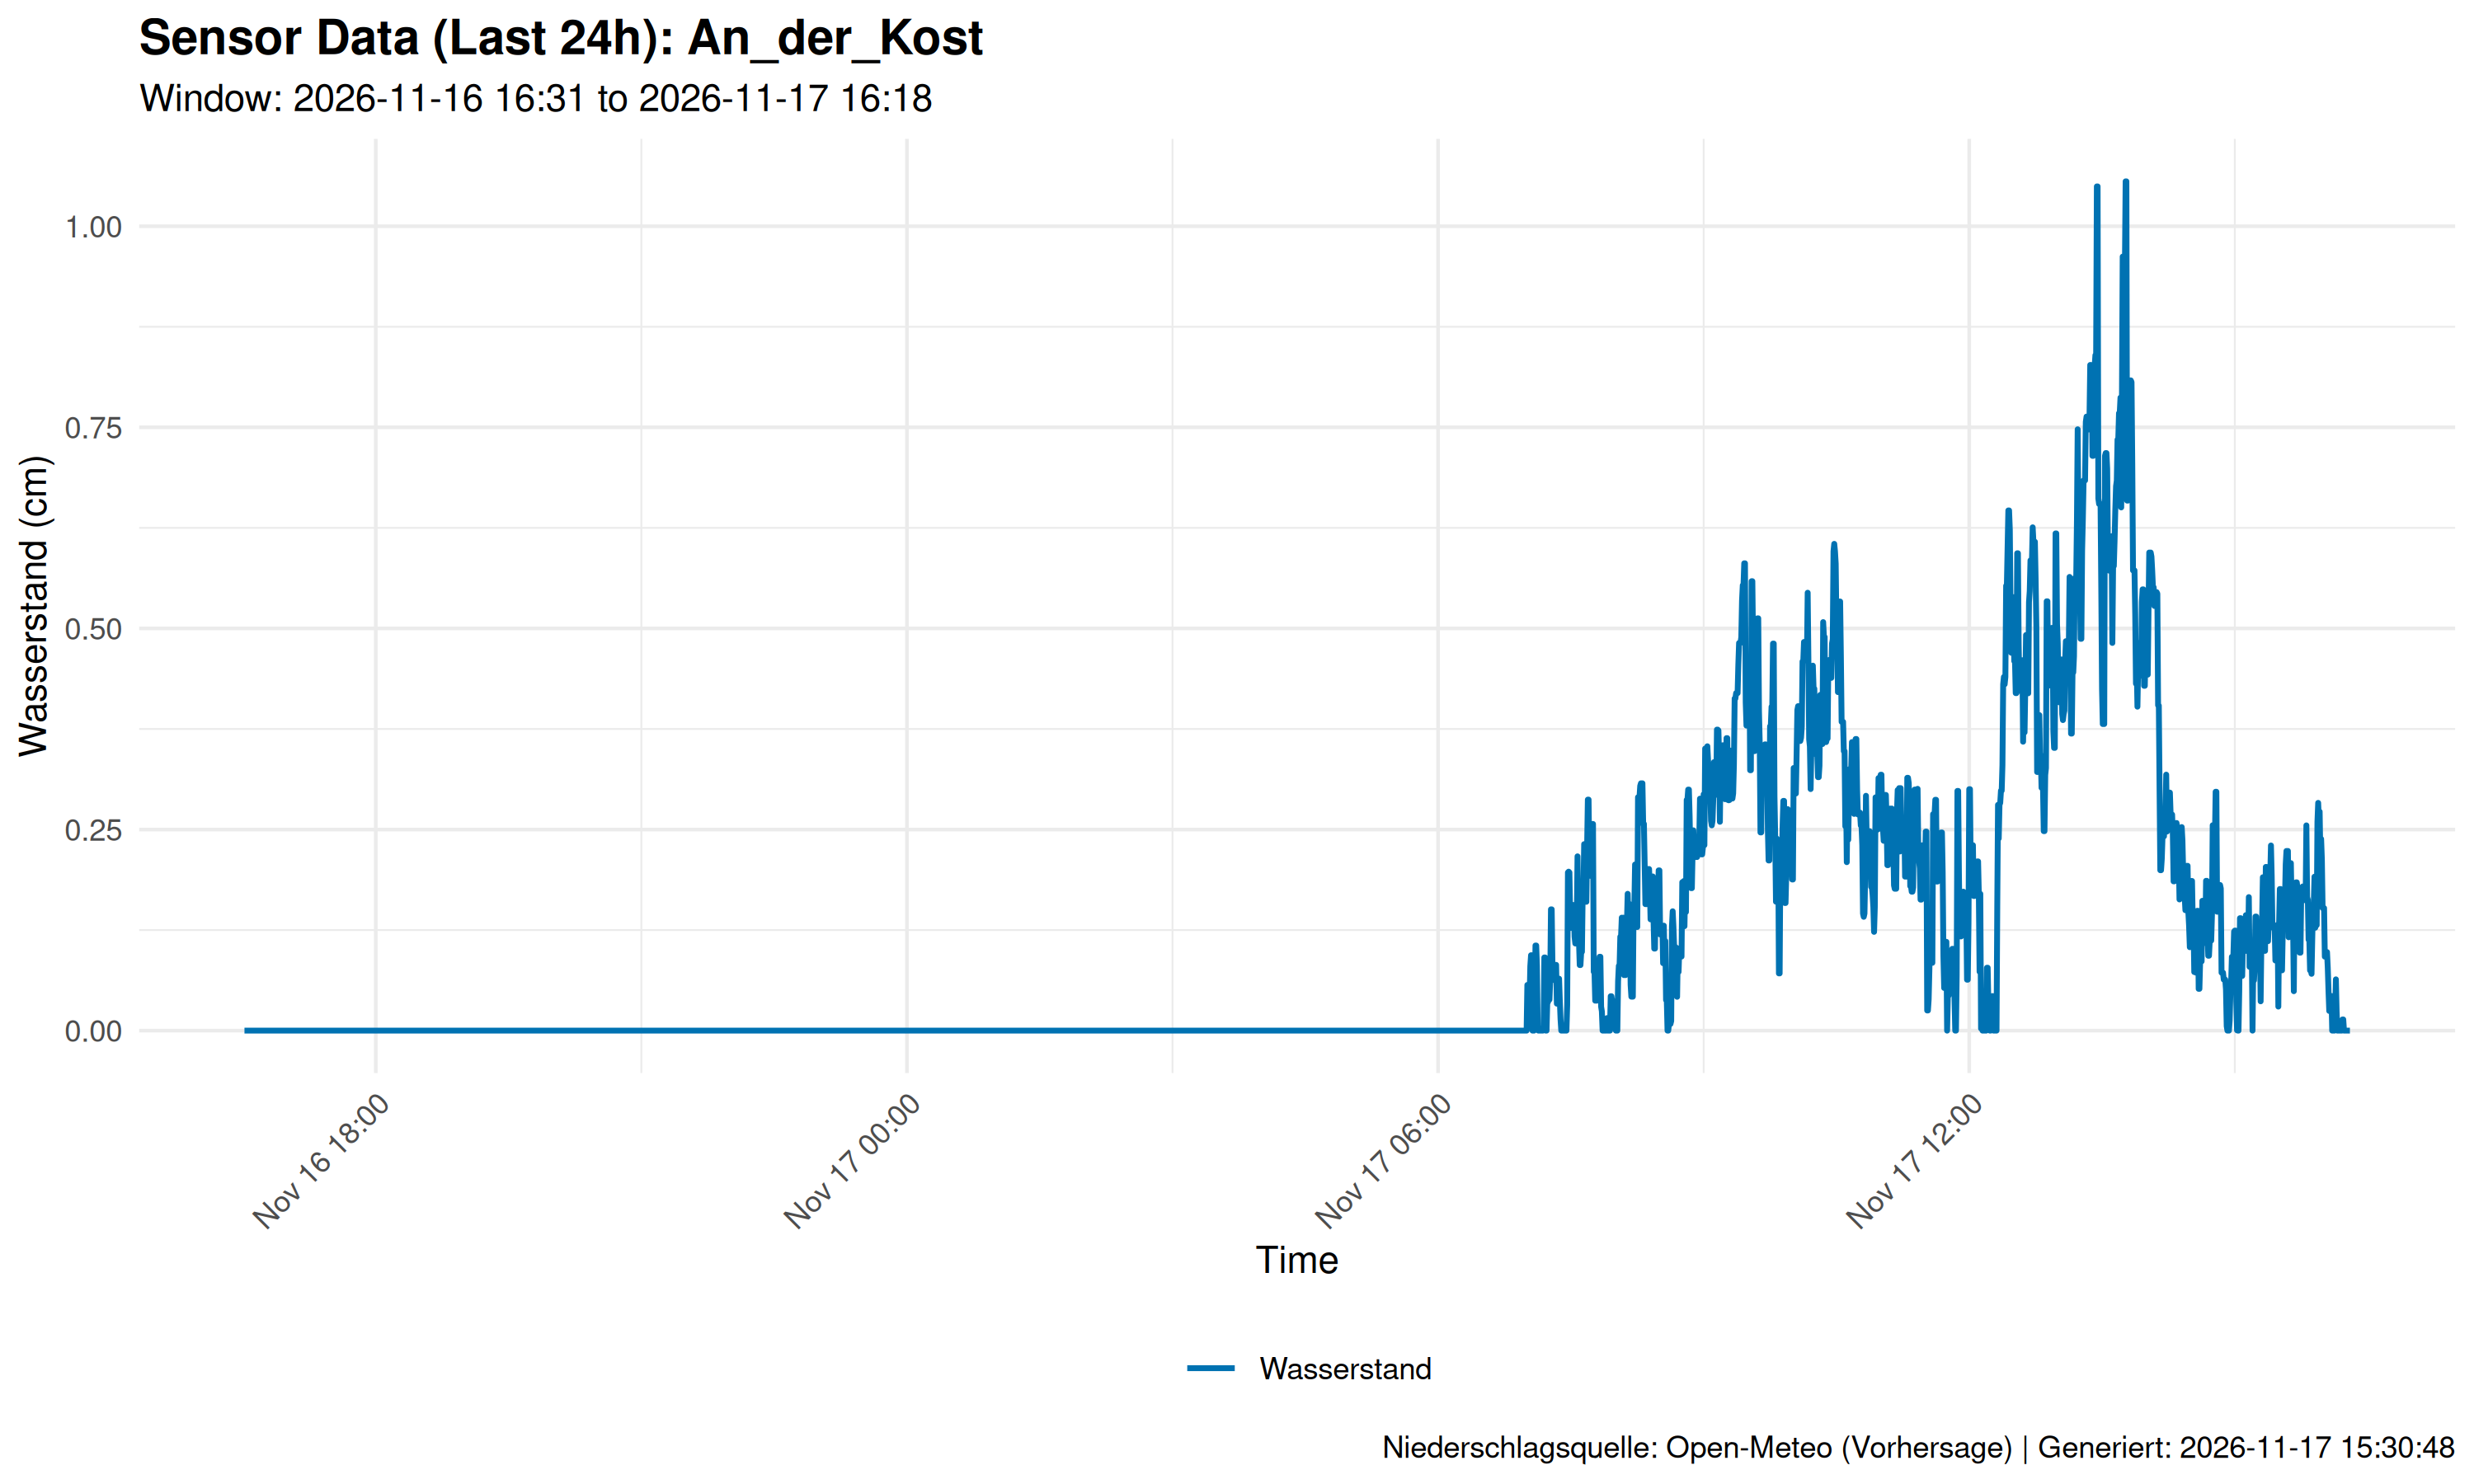 Sensor Data (Last 24h): An_der_Kost
Window: 2026-11-16 16:31 to 2026-11-17 16:18
Wasserstand (cm)
1.00
0.75
0.50
0.25
0.00
Nov 16 18:00
Nov 17 00:00
Nov 17 06:00
Nov 17 12:00
Time
Wasserstand
Niederschlagsquelle: Open-Meteo (Vorhersage) | Generiert: 2026-11-17 15:30:48